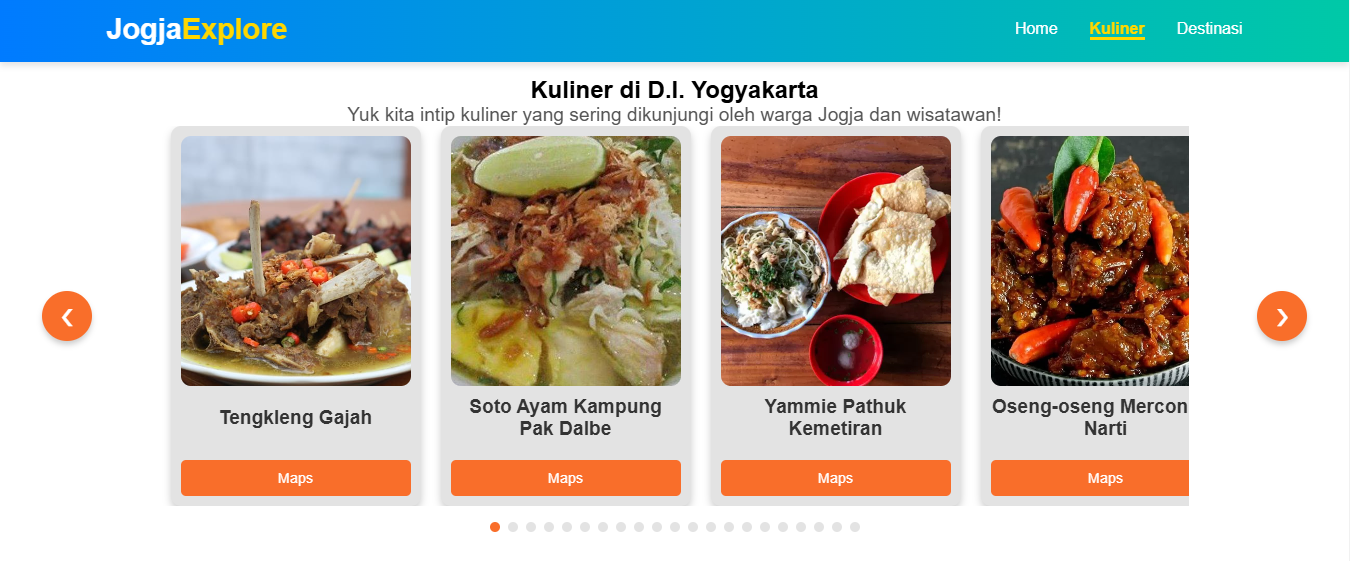 JogjaExplore
Home Kuliner Destinasi
Kuliner di D.I. Yogyakarta
Yuk kita intip kuliner yang sering dikunjungi oleh warga Jogja dan wisatawan!
Tengkleng Gajah
Soto Ayam Kampung
Pak Dalbe
Yammie Pathuk
Kemetiran
Oseng-oseng Mercon
Narti
Maps
Maps
Maps
Maps